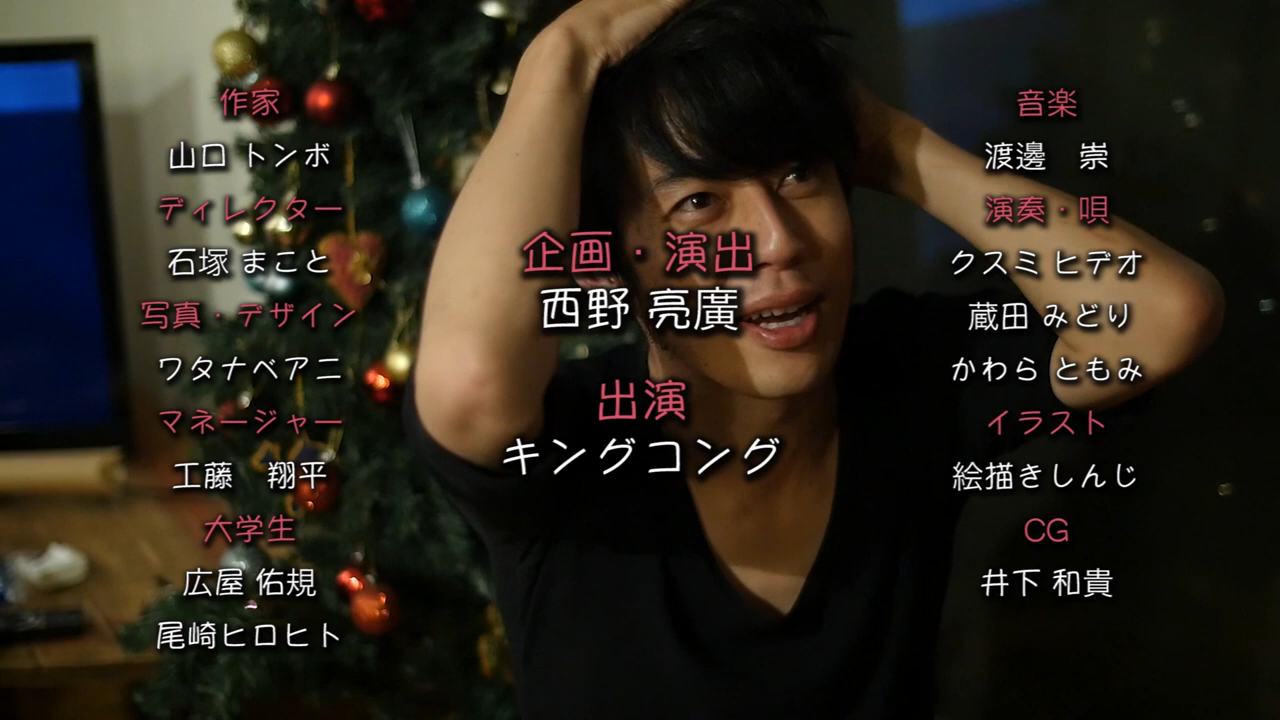 作家
山口 トンボ
ディレクター
石塚 まこと
写真・デザイン
ワタナベアニ
マネージャー
工藤　翔平
大学生
広屋 佑規
尾崎ヒロヒト
企画・演出
西野 亮廣
出演
キングコング
音楽
渡邊　崇
演奏・唄
クスミ ヒデオ
蔵田 みどり
かわら ともみ
イラスト
絵描きしんじ
CG
井下 和貴